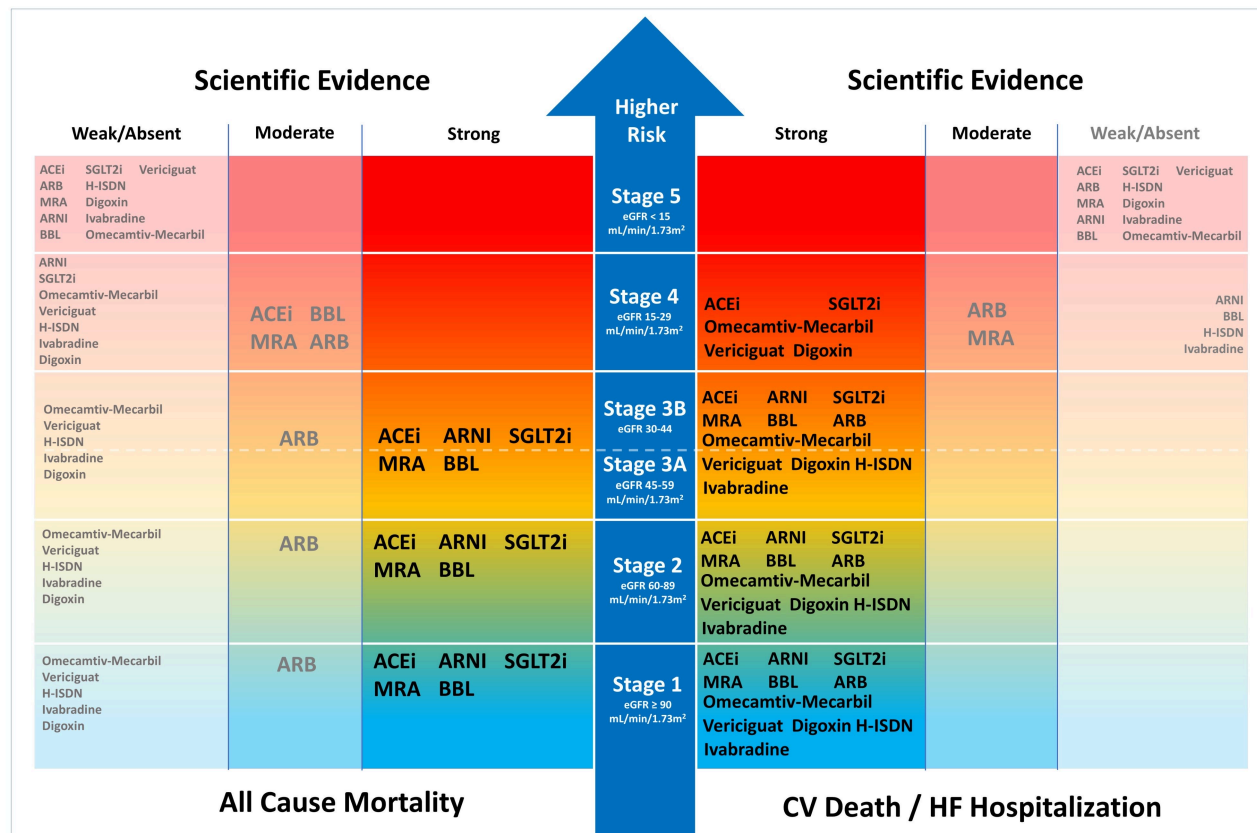 Scientific Evidence
Scientific Evidence
Higher
Risk
Weak/Absent Moderate Strong
Strong Moderate Weak/Absent
ACEi SGLT2i Vericiguat
ARB H-ISDN
MRA Digoxin
ARNI Ivabradine
BBL Omecamtiv-Mecarbil
Stage 5
eGFR < 15
mL/min/1.73m²
ACEi SGLT2i Vericiguat
ARB H-ISDN
MRA Digoxin
ARNI Ivabradine
BBL Omecamtiv-Mecarbil
ARNI
SGLT2i
Omecamtiv-Mecarbil
Vericiguat
H-ISDN
Ivabradine
Digoxin
ACEi BBL
MRA ARB
Stage 4
eGFR 15-29
mL/min/1.73m²
ACEi SGLT2i
Omecamtiv-Mecarbil
Vericiguat Digoxin
ARB
MRA
ARNI
BBL
H-ISDN
Ivabradine
Omecamtiv-Mecarbil
Vericiguat
H-ISDN
Ivabradine
Digoxin
ARB
ACEi ARNI SGLT2i
MRA BBL
Stage 3B
eGFR 30-44
Stage 3A
eGFR 45-59
mL/min/1.73m²
ACEi ARNI SGLT2i
MRA BBL ARB
Omecamtiv-Mecarbil
Vericiguat Digoxin H-ISDN
Ivabradine
Omecamtiv-Mecarbil
Vericiguat
H-ISDN
Ivabradine
Digoxin
ARB
ACEi ARNI SGLT2i
MRA BBL
Stage 2
eGFR 60-89
mL/min/1.73m²
ACEi ARNI SGLT2i
MRA BBL ARB
Omecamtiv-Mecarbil
Vericiguat Digoxin H-ISDN
Ivabradine
Omecamtiv-Mecarbil
Vericiguat
H-ISDN
Ivabradine
Digoxin
ARB
ACEi ARNI SGLT2i
MRA BBL
Stage 1
eGFR ≥ 90
mL/min/1.73m²
ACEi ARNI SGLT2i
MRA BBL ARB
Omecamtiv-Mecarbil
Vericiguat Digoxin H-ISDN
Ivabradine
All Cause Mortality
CV Death / HF Hospitalization